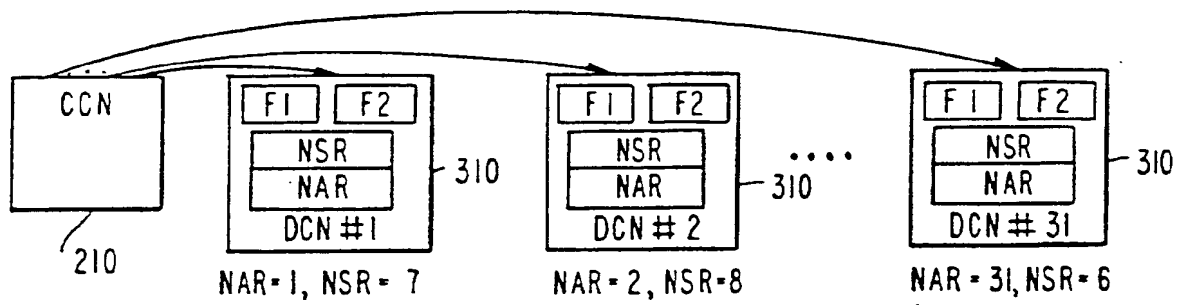 CCN
210
F1 F2
NSR
NAR
DCN #1
310
NAR=1, NSR= 7
F1 F2
NSR
NAR
DCN # 2
310
NAR=2, NSR=8
....
F1 F2
NSR
NAR
DCN # 31
310
NAR=31, NSR=6